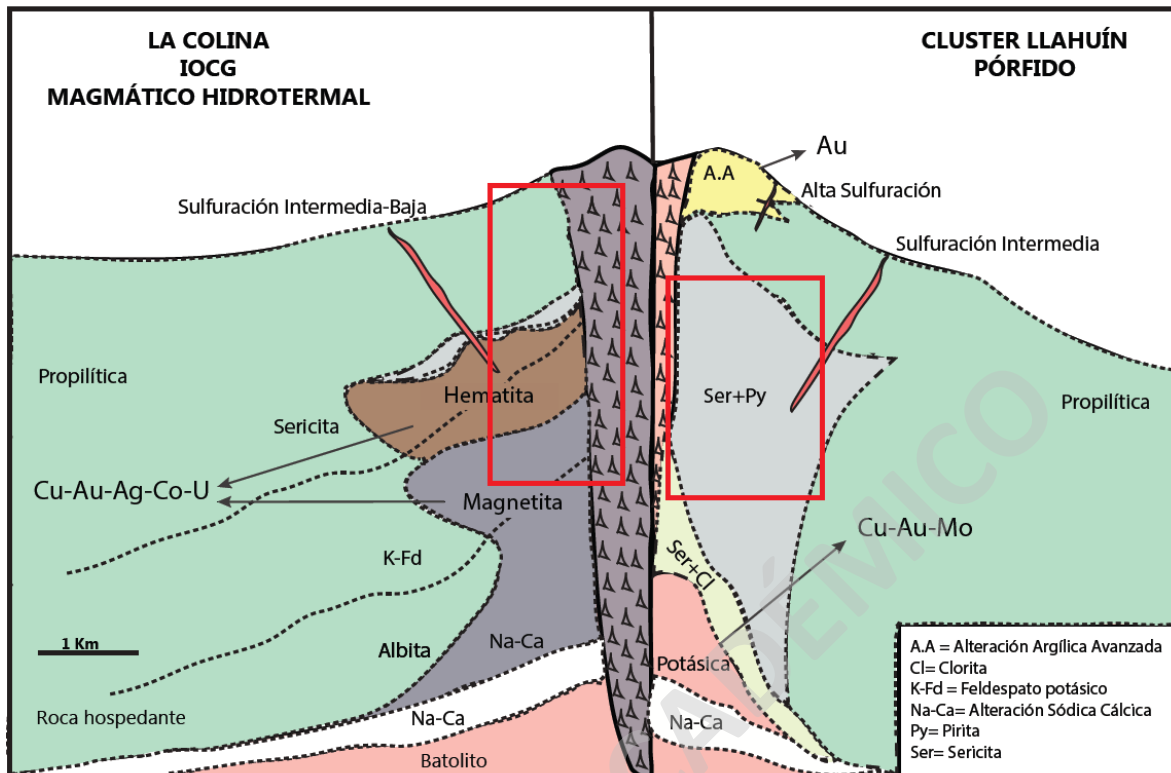 LA COLINA
IOCG
MAGMÁTICO HIDROTERMAL
CLUSTER LLAHUÍN
PÓRFIDO
Au
A.A
Alta Sulfuración
Sulfuración Intermedia-Baja
Sulfuración Intermedia
Propilítica
Hematita
Ser+Py
Propilítica
Sericita
Cu-Au-Ag-Co-U
Magnetita
Cu-Au-Mo
K-Fd
Ser+Cl
1 Km
Albita
Na-Ca
Potásica
Roca hospedante
Na-Ca
Na-Ca
Batolito
A.A = Alteración Argílica Avanzada
Cl= Clorita
K-Fd= Feldespato potásico
Na-Ca= Alteración Sódica Cálcica
Py= Pirita
Ser= Sericita
ADÉMICO